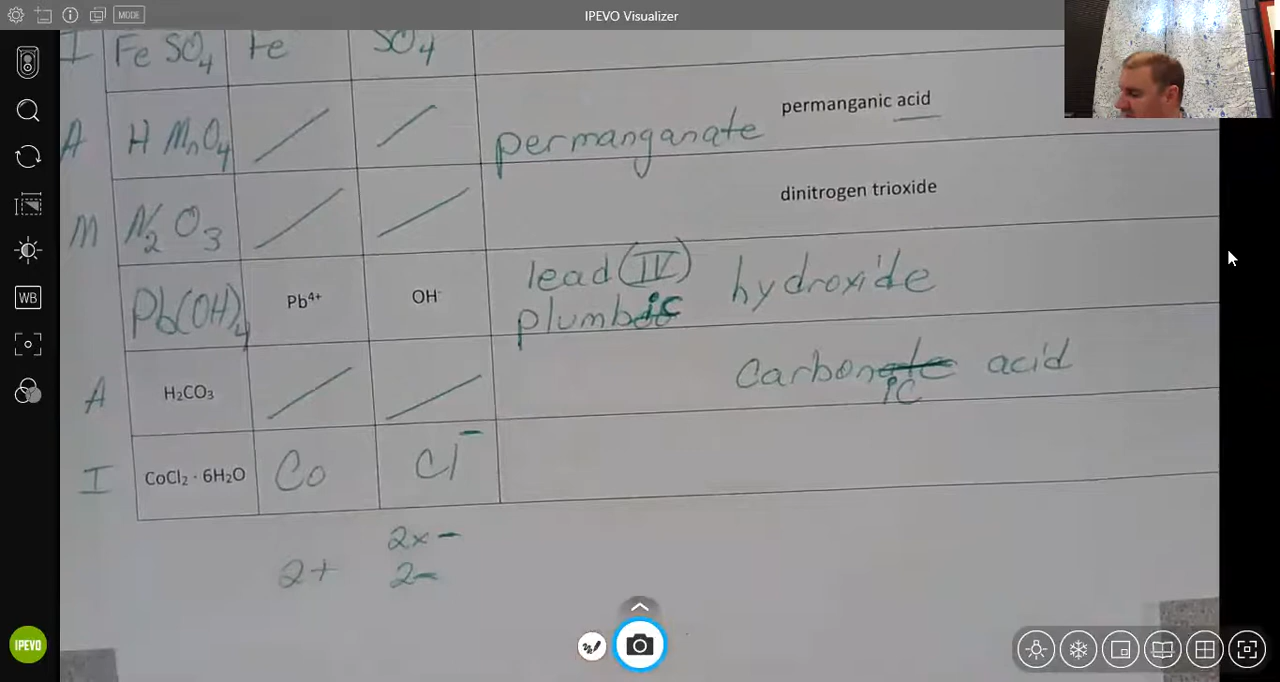 MODE
IPEVO Visualizer
I FeSO4 Fe SO4
A HMnO4 permanganate permanganic acid
M N2O3 dinitrogen trioxide
Pb(OH)4 Pb4+ OH- lead (IV) hydroxide
plumbic
A H2CO3 carbonate acid
ic
I CoCl2 · 6H2O Co Cl-
2x-
2+ 2-
WB
IPEVO